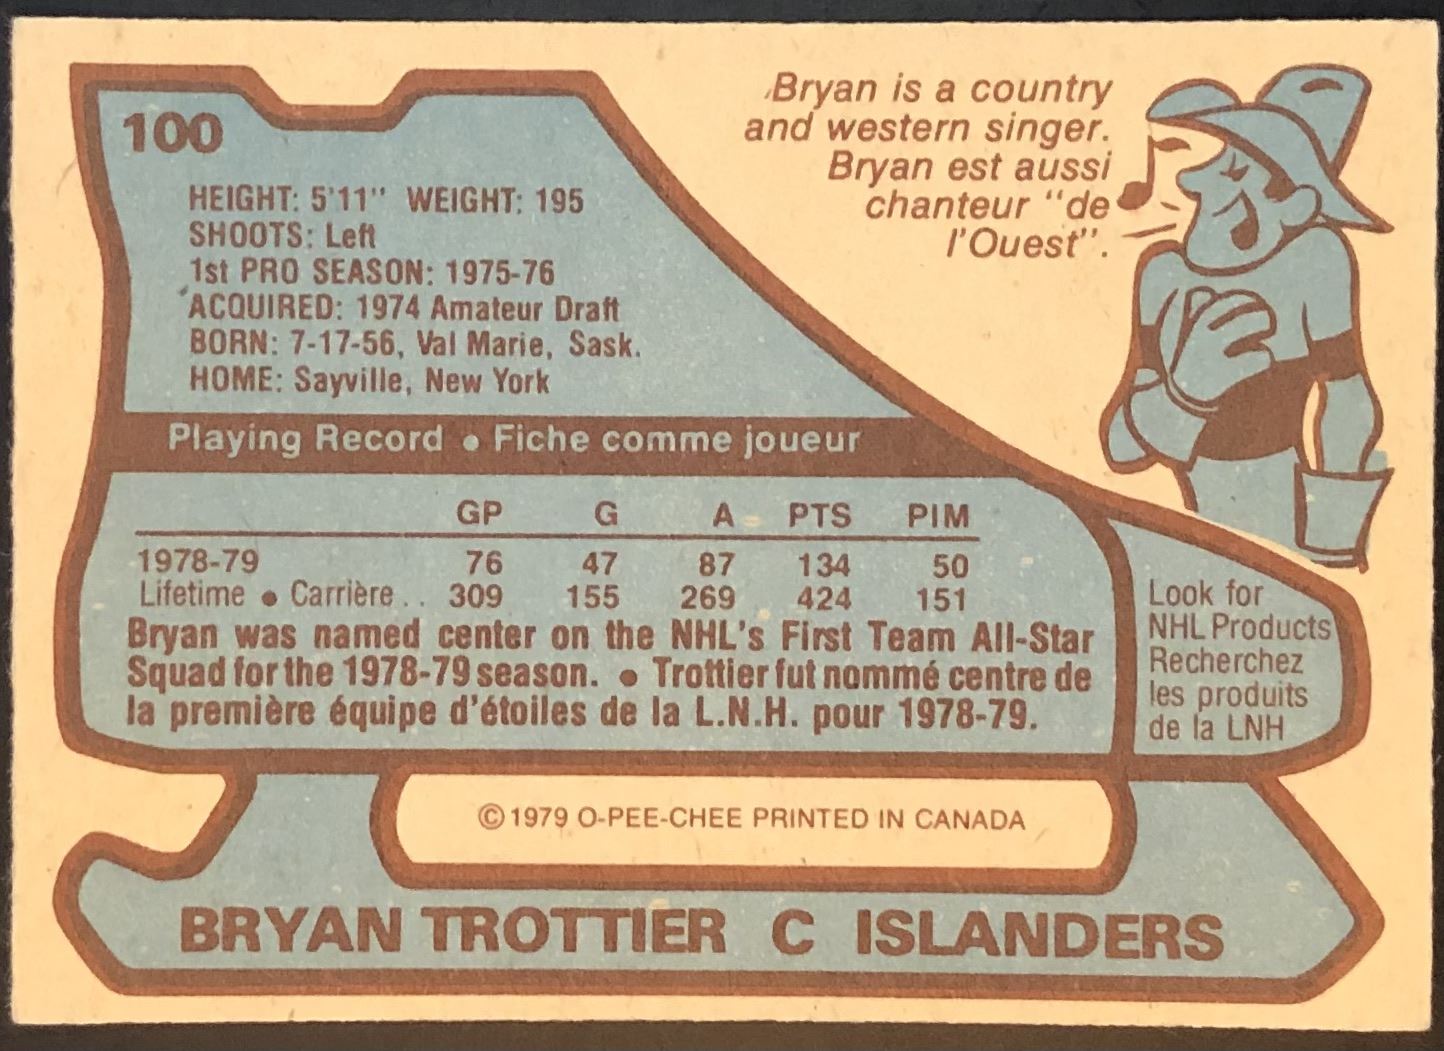 100
HEIGHT: 5'11" WEIGHT: 195
SHOOTS: Left
1st PRO SEASON: 1975-76
ACQUIRED: 1974 Amateur Draft
BORN: 7-17-56, Val Marie, Sask.
HOME: Sayville, New York
Bryan is a country
and western singer.
Bryan est aussi
chanteur "de
l'Ouest".
Playing Record • Fiche comme joueur
GP G A PTS PIM
1978-79 76 47 87 134 50
Lifetime • Carrière . . 309 155 269 424 151
Bryan was named center on the NHL's First Team All-Star
Squad for the 1978-79 season. • Trottier fut nommé centre de
la première équipe d'étoiles de la L.N.H. pour 1978-79.
Look for
NHL Products
Recherchez
les produits
de la LNH
© 1979 O-PEE-CHEE PRINTED IN CANADA
BRYAN TROTTIER C ISLANDERS